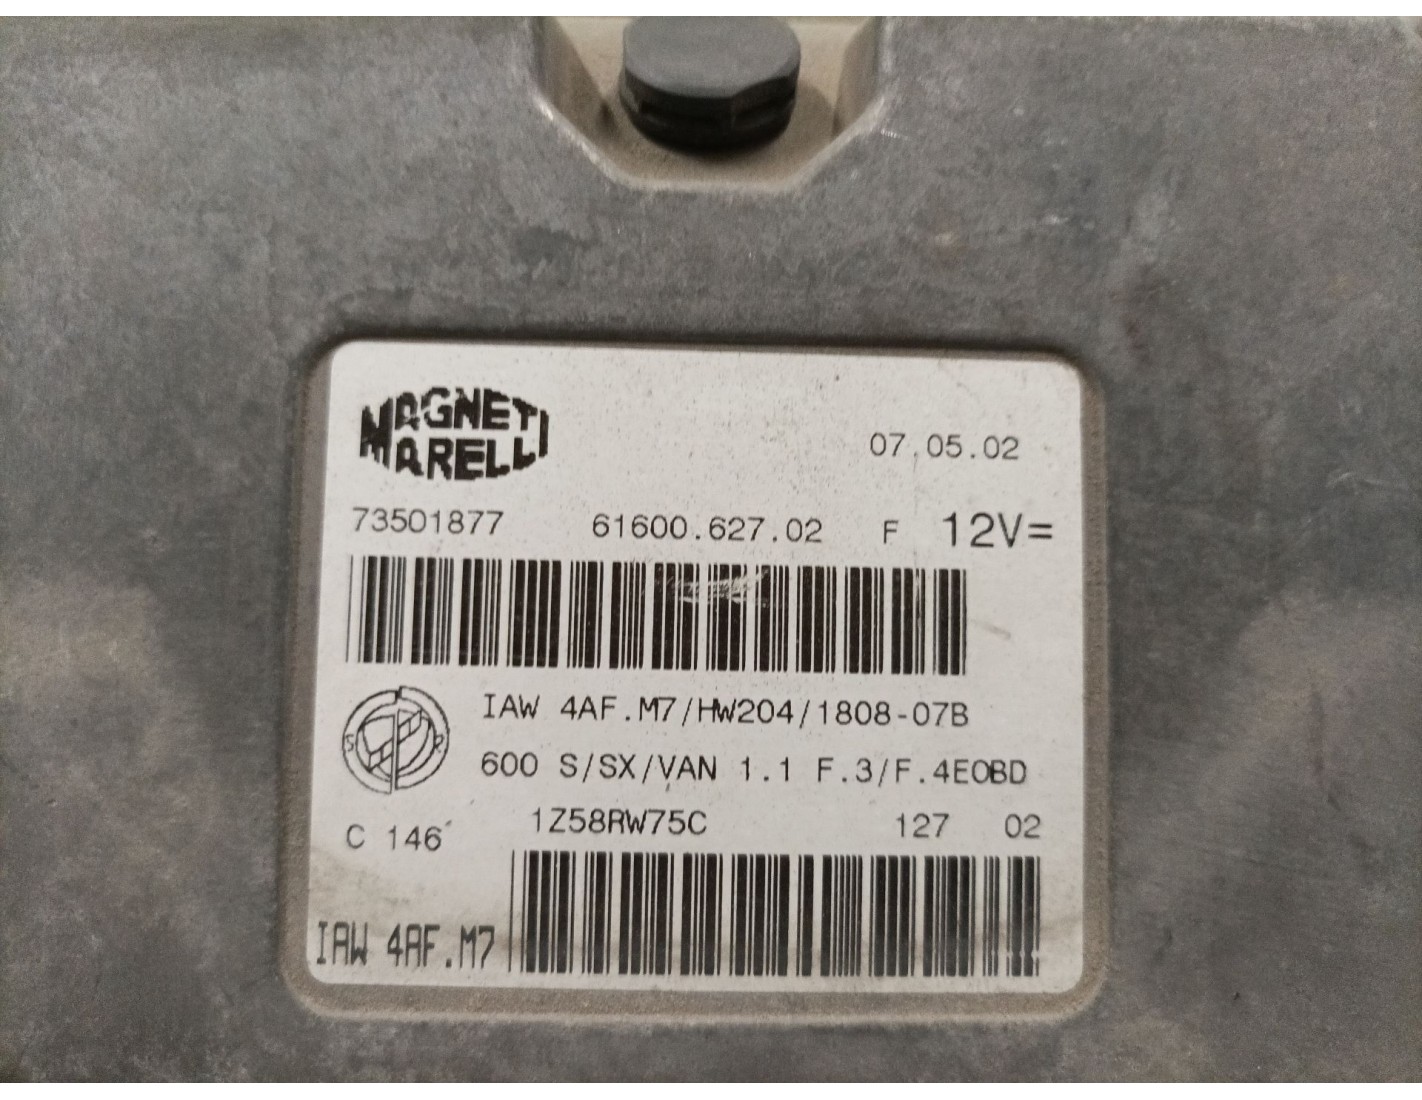 MAGNETI
MARELLI
07.05.02
73501877 61600.627.02 F 12V=
IAW 4AF.M7/HW204/1808-07B
S R
600 S/SX/VAN 1.1 F.3/F.4EOBD
1Z58RW75C 127 02
C 146
IAW 4AF.M7